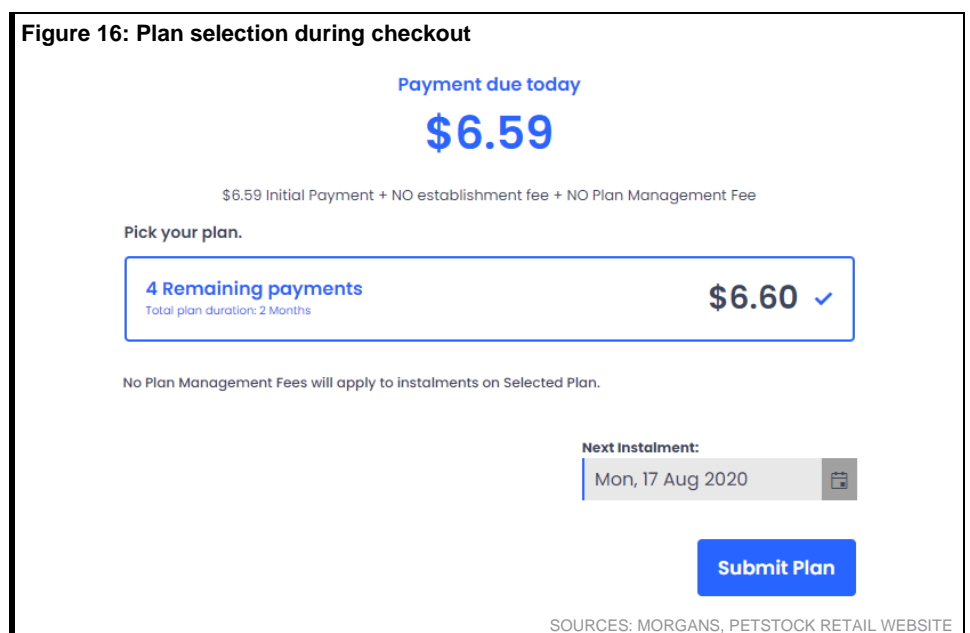 Figure 16: Plan selection during checkout
Payment due today
$6.59
$6.59 Initial Payment + NO establishment fee + NO Plan Management Fee
Pick your plan.
4 Remaining payments
$6.60
Total plan duration: 2 Months
No Plan Management Fees will apply to instalments on Selected Plan.
Next Instalment:
Mon, 17 Aug 2020
Submit Plan
SOURCES: MORGANS, PETSTOCK RETAIL WEBSITE